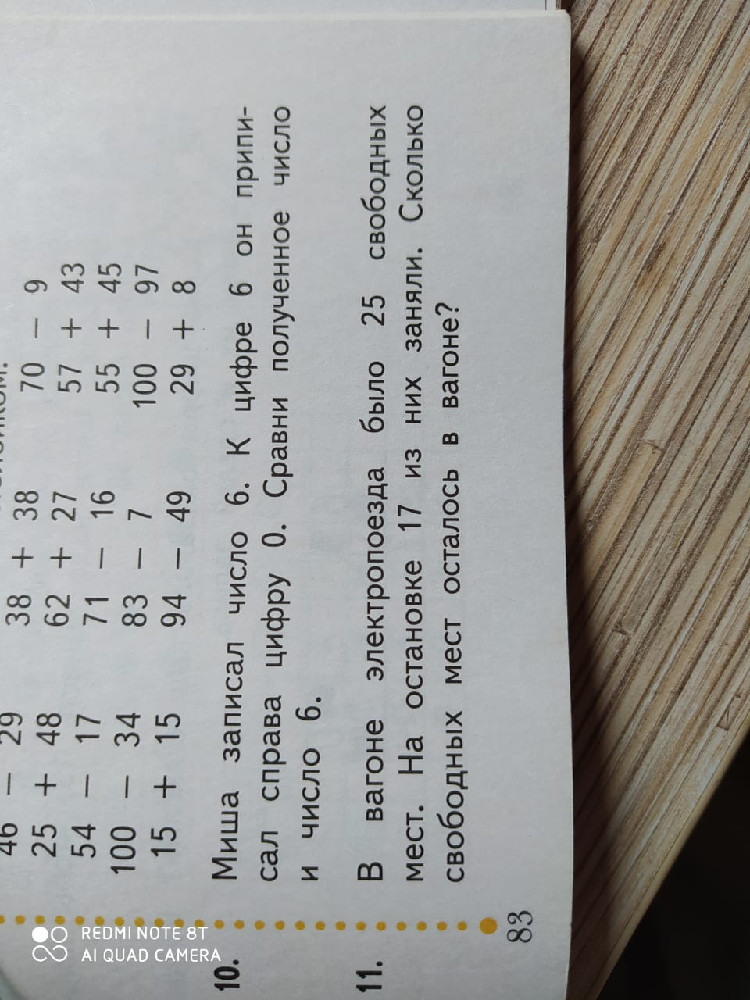 46 − 29
25 + 48
54 − 17
100 − 34
15 + 15
38 + 38
62 + 27
71 − 16
83 − 7
94 − 49
70 − 9
57 + 43
55 + 45
100 − 97
29 + 8
10. Миша записал число 6. К цифре 6 он припи-
сал справа цифру 0. Сравни полученное число
и число 6.
11. В вагоне электропоезда было 25 свободных
мест. На остановке 17 из них заняли. Сколько
свободных мест осталось в вагоне?
83
REDMI NOTE 8T
AI QUAD CAMERA